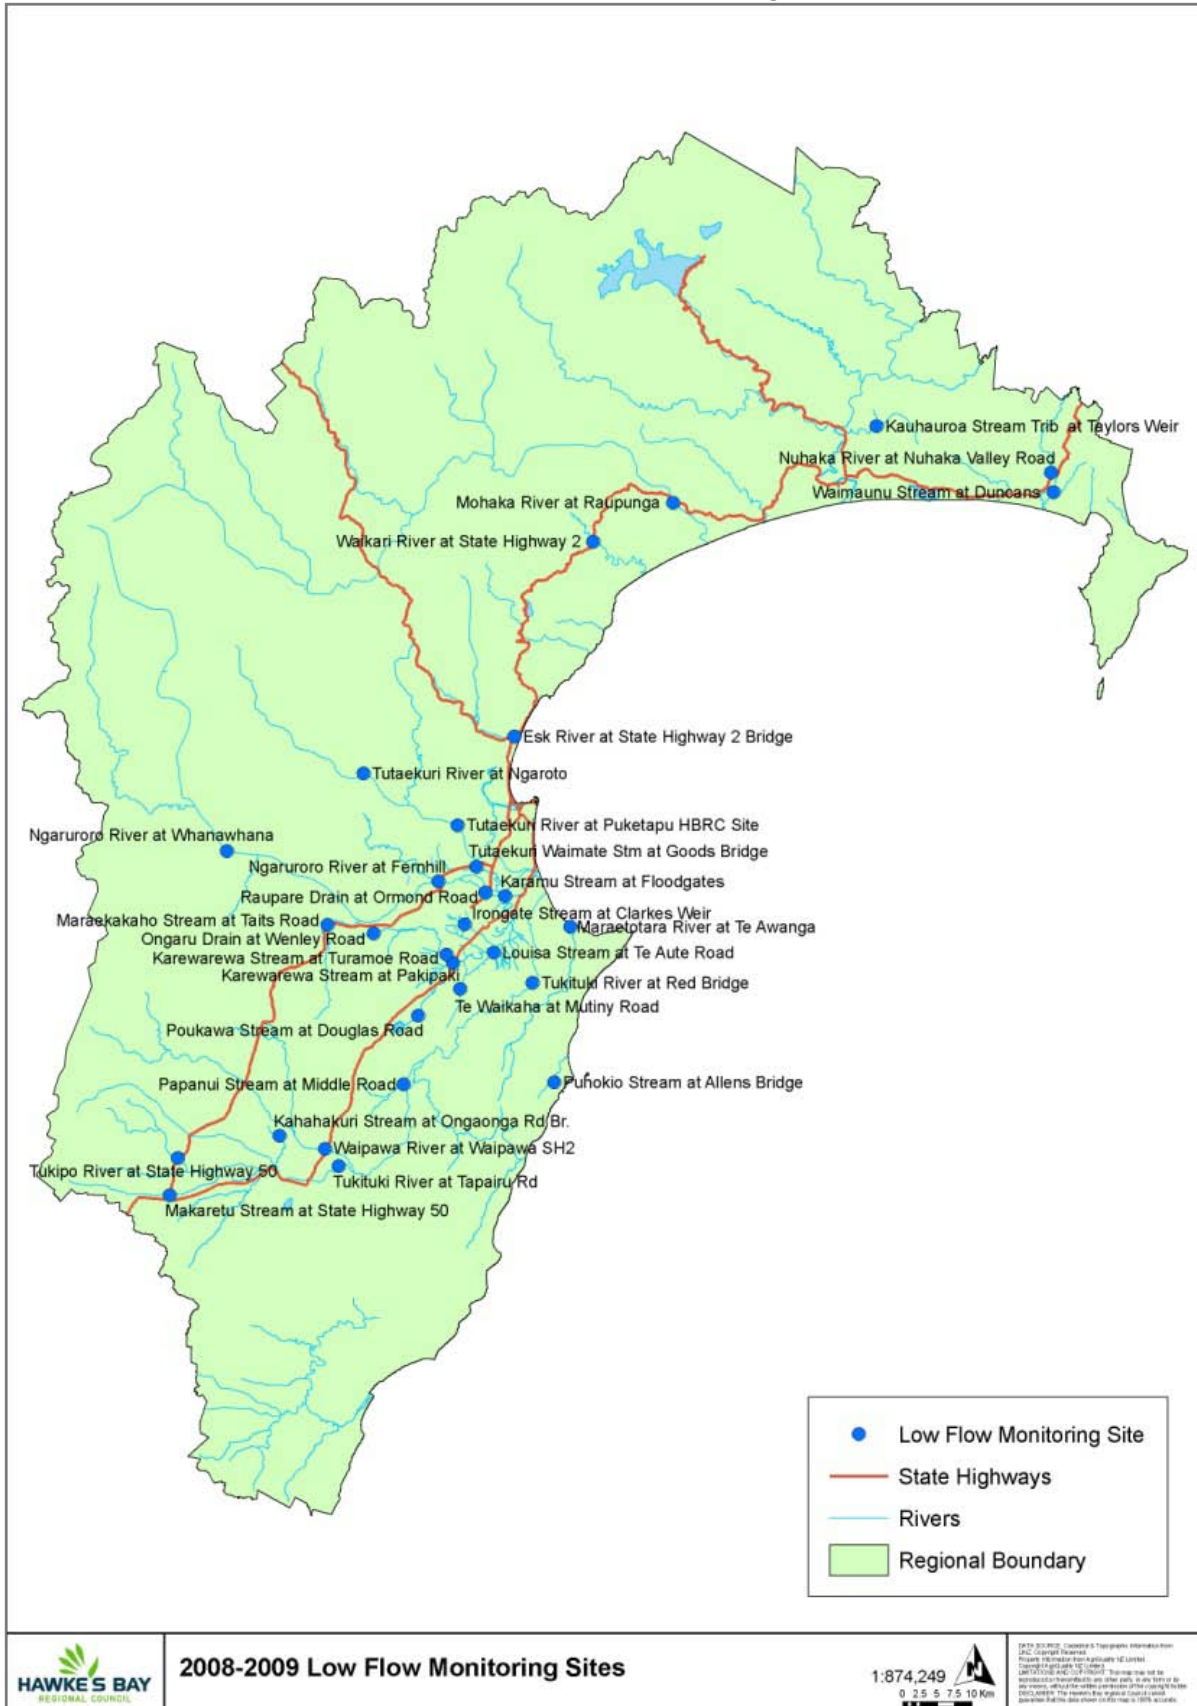 Kauhauroa Stream Trib at Taylors Weir
Nuhaka River at Nuhaka Valley Road
Waimaunu Stream at Duncans
Mohaka River at Raupunga
Waikari River at State Highway 2
Esk River at State Highway 2 Bridge
Tutaekuri River at Ngaroto
Tutaekuri River at Puketapu HBRC Site
Ngaruroro River at Whanawhana
Tutaekuri Waimate Stm at Goods Bridge
Ngaruroro River at Fernhill
Karamu Stream at Floodgates
Raupare Drain at Ormond Road
Irongate Stream at Clarkes Weir
Maraekakaho Stream at Taits Road
Maraetotara River at Te Awanga
Ongaru Drain at Wenley Road
Louisa Stream at Te Aute Road
Karewarewa Stream at Turamoe Road
Karewarewa Stream at Pakipaki
Tukituki River at Red Bridge
Te Waikaha at Mutiny Road
Poukawa Stream at Douglas Road
Papanui Stream at Middle Road
Puhokio Stream at Allens Bridge
Kahahakuri Stream at Ongaonga Rd Br.
Waipawa River at Waipawa SH2
Tukipo River at State Highway 50
Tukituki River at Tapairu Rd
Makaretu Stream at State Highway 50
Low Flow Monitoring Site
State Highways
Rivers
Regional Boundary
HAWKE'S BAY
REGIONAL COUNCIL
2008-2009 Low Flow Monitoring Sites
1:874,249
N
0 2.5 5 7.5 10 Km